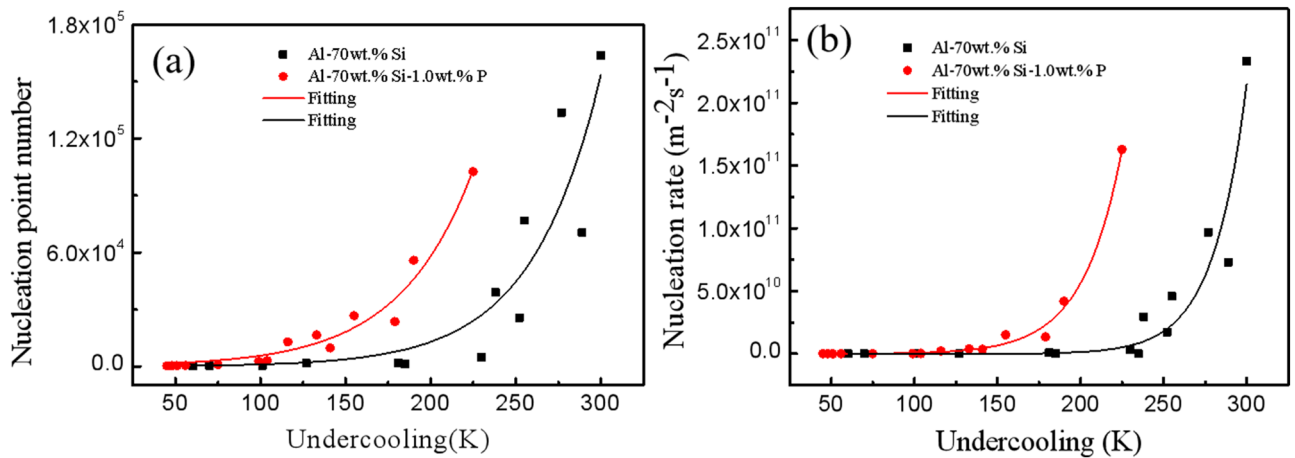 (a)
Nucleation point number
1.8x10^5
1.2x10^5
6.0x10^4
0.0
Al-70wt.% Si
Al-70wt.% Si-1.0wt.% P
Fitting
Fitting
50 100 150 200 250 300
Undercooling(K)
(b)
Nucleation rate (m^-2s^-1)
2.5x10^11
2.0x10^11
1.5x10^11
1.0x10^11
5.0x10^10
0.0
Al-70wt.% Si
Al-70wt.% Si-1.0wt.% P
Fitting
Fitting
50 100 150 200 250 300
Undercooling (K)